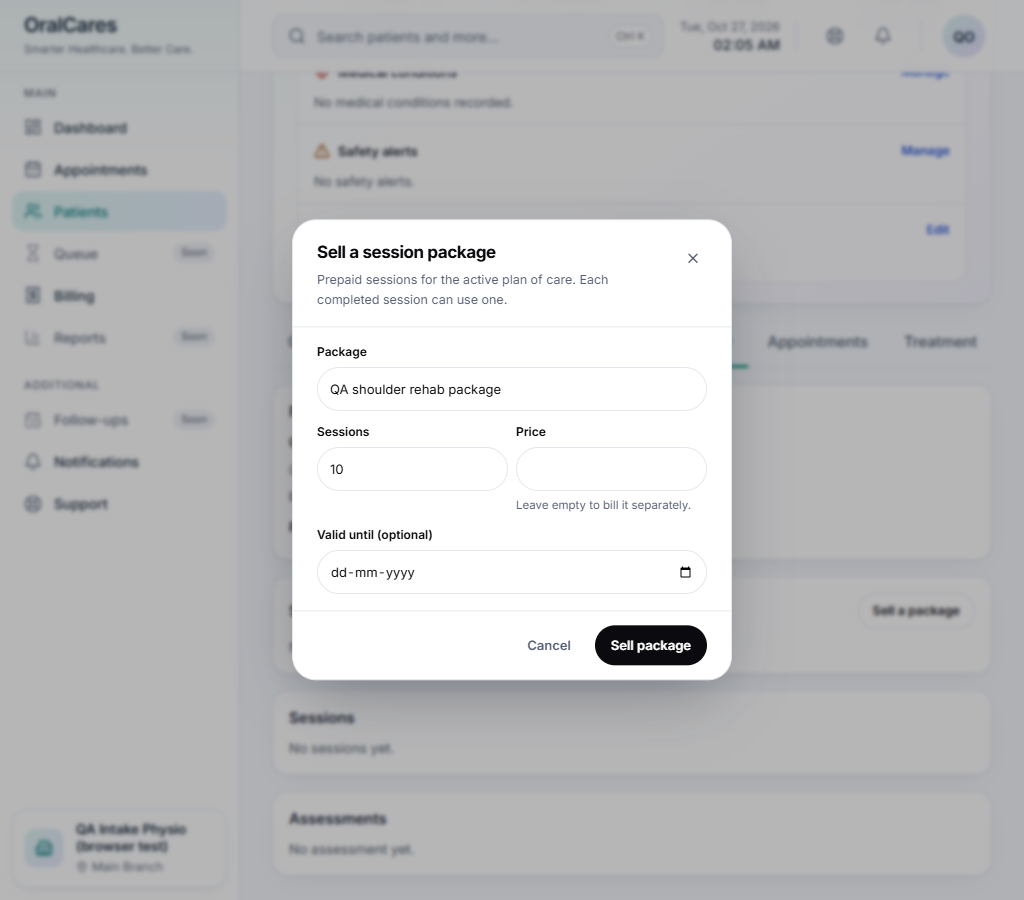 OralCares
Smarter Healthcare. Better Care.
Search patients and more...
Ctrl K
Tue, Oct 27, 2026
02:05 AM
QO
MAIN
Dashboard
Appointments
Patients
Queue
Soon
Billing
Reports
Soon
ADDITIONAL
Follow-ups
Soon
Notifications
Support
QA Intake Physio
(browser test)
Main Branch
Medical conditions
Manage
No medical conditions recorded.
Safety alerts
Manage
No safety alerts.
Edit
Appointments
Treatment
Sell a session package
Prepaid sessions for the active plan of care. Each
completed session can use one.
Package
QA shoulder rehab package
Sessions
Price
10
Leave empty to bill it separately.
Valid until (optional)
dd-mm-yyyy
Cancel
Sell package
Sell a package
Sessions
No sessions yet.
Assessments
No assessment yet.